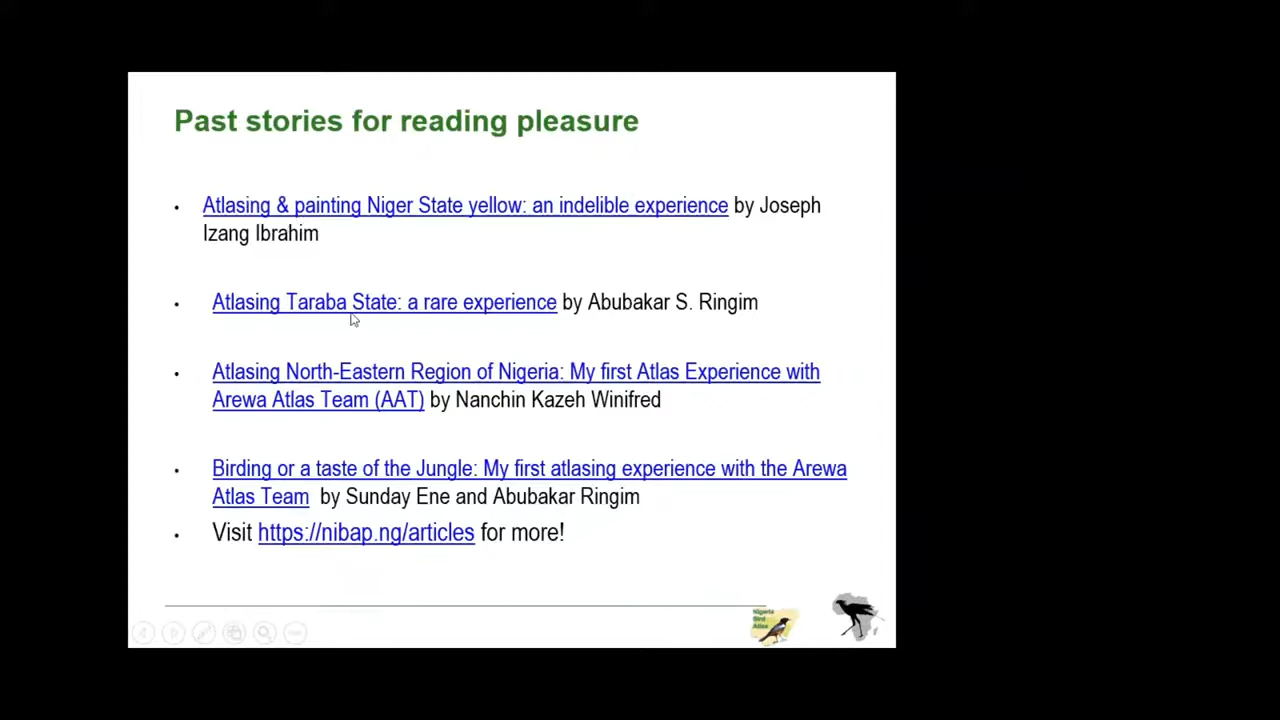 Past stories for reading pleasure
• Atlasing & painting Niger State yellow: an indelible experience by Joseph
Izang Ibrahim
• Atlasing Taraba State: a rare experience by Abubakar S. Ringim
• Atlasing North-Eastern Region of Nigeria: My first Atlas Experience with
Arewa Atlas Team (AAT) by Nanchin Kazeh Winifred
• Birding or a taste of the Jungle: My first atlasing experience with the Arewa
Atlas Team by Sunday Ene and Abubakar Ringim
• Visit https://nibap.ng/articles for more!
Nigeria
Bird
Atlas